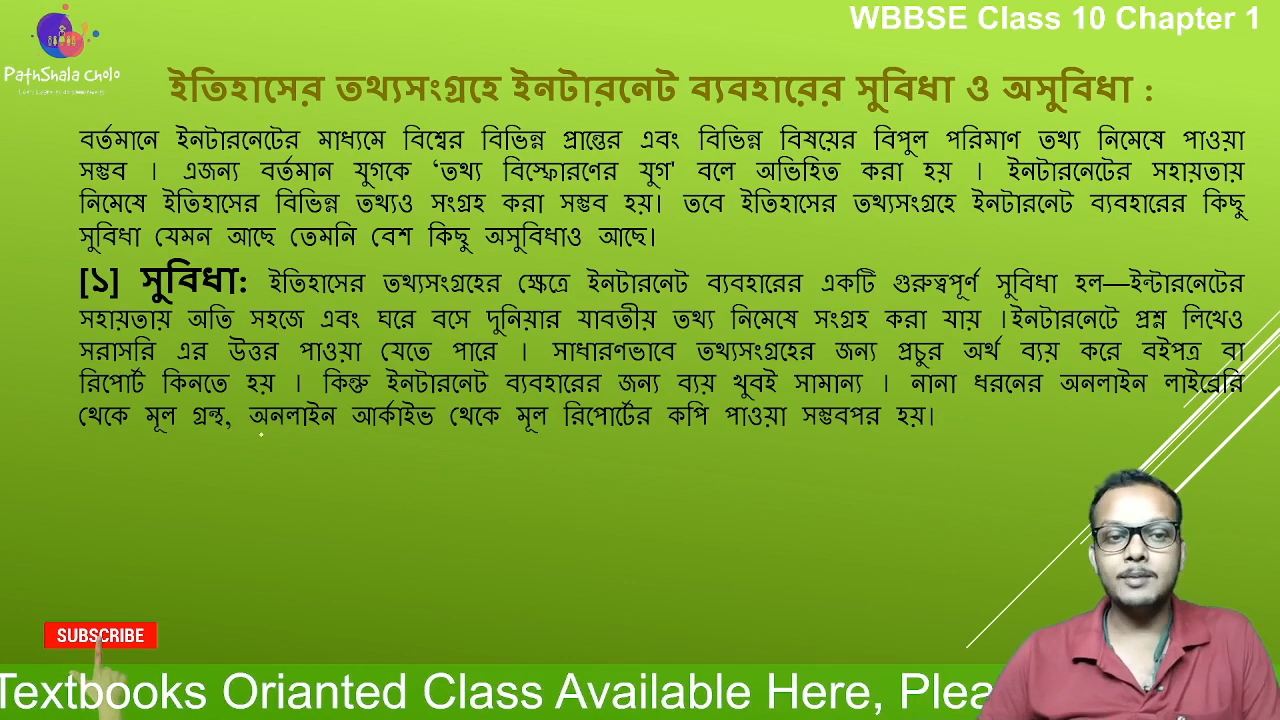 WBBSE Class 10 Chapter 1
PathShala Cholo
ইতিহাসের তথ্যসংগ্রহে ইনটারনেট ব্যবহারের সুবিধা ও অসুবিধা :
বর্তমানে ইনটারনেটের মাধ্যমে বিশ্বের বিভিন্ন প্রান্তের এবং বিভিন্ন বিষয়ের বিপুল পরিমাণ তথ্য নিমেষে পাওয়া
সম্ভব । এজন্য বর্তমান যুগকে ‘তথ্য বিস্ফোরণের যুগ' বলে অভিহিত করা হয় । ইনটারনেটের সহায়তায়
নিমেষে ইতিহাসের বিভিন্ন তথ্যও সংগ্রহ করা সম্ভব হয়। তবে ইতিহাসের তথ্যসংগ্রহে ইনটারনেট ব্যবহারের কিছু
সুবিধা যেমন আছে তেমনি বেশ কিছু অসুবিধাও আছে।
[১] সুবিধা: ইতিহাসের তথ্যসংগ্রহের ক্ষেত্রে ইনটারনেট ব্যবহারের একটি গুরুত্বপূর্ণ সুবিধা হল—ইন্টারনেটের
সহায়তায় অতি সহজে এবং ঘরে বসে দুনিয়ার যাবতীয় তথ্য নিমেষে সংগ্রহ করা যায় ।ইনটারনেটে প্রশ্ন লিখেও
সরাসরি এর উত্তর পাওয়া যেতে পারে । সাধারণভাবে তথ্যসংগ্রহের জন্য প্রচুর অর্থ ব্যয় করে বইপত্র বা
রিপোর্ট কিনতে হয় । কিন্তু ইনটারনেট ব্যবহারের জন্য ব্যয় খুবই সামান্য । নানা ধরনের অনলাইন লাইব্রেরি
থেকে মূল গ্রন্থ, অনলাইন আর্কাইভ থেকে মূল রিপোর্টের কপি পাওয়া সম্ভবপর হয়।
SUBSCRIBE
Textbooks Orianted Class Available Here, Plea